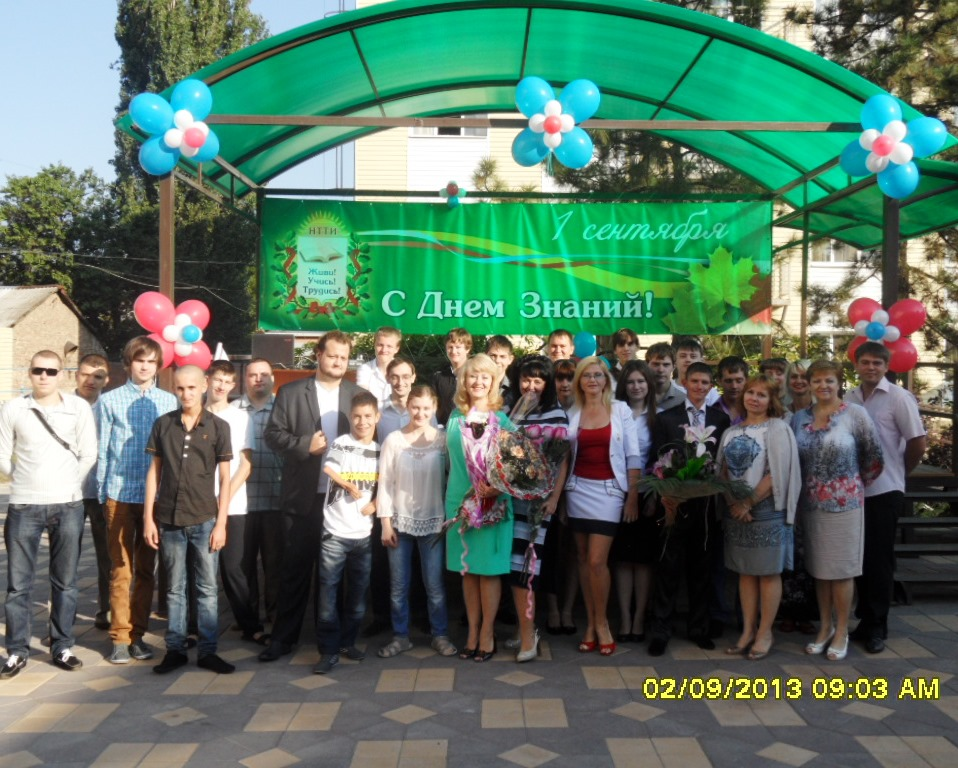 НТТИ
Живи!
Учись!
Трудись!
1 сентября
С Днем Знаний!
02/09/2013 09:03 AM